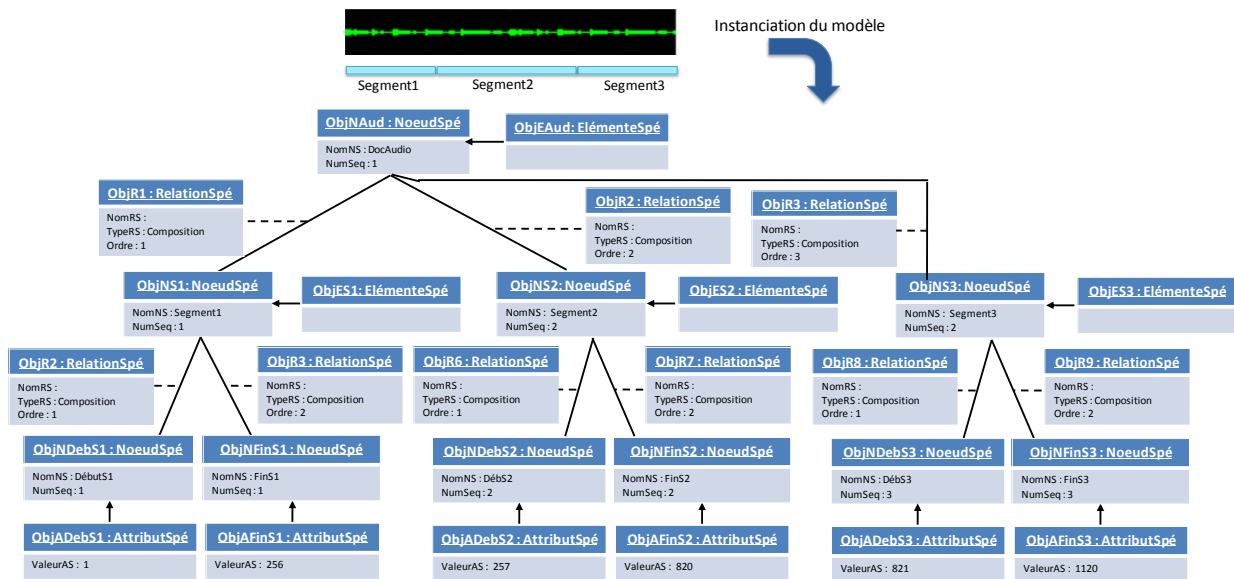 Instanciation du modèle
Segment1 Segment2 Segment3
ObjNAud : NoeudSpé
NomNS : DocAudio
NumSeq : 1
ObjEAud: ElémenteSpé
ObjR1 : RelationSpé
NomRS :
TypeRS : Composition
Ordre : 1
ObjR2 : RelationSpé
NomRS :
TypeRS : Composition
Ordre : 2
ObjR3 : RelationSpé
NomRS :
TypeRS : Composition
Ordre : 3
ObjNS1: NoeudSpé
NomNS : Segment1
NumSeq : 1
ObjES1: ElémenteSpé
ObjNS2: NoeudSpé
NomNS : Segment2
NumSeq : 2
ObjES2 : ElémenteSpé
ObjNS3: NoeudSpé
NomNS : Segment3
NumSeq : 2
ObjES3 : ElémenteSpé
ObjR2 : RelationSpé
NomRS :
TypeRS : Composition
Ordre : 1
ObjR3 : RelationSpé
NomRS :
TypeRS : Composition
Ordre : 2
ObjR6 : RelationSpé
NomRS :
TypeRS : Composition
Ordre : 1
ObjR7 : RelationSpé
NomRS :
TypeRS : Composition
Ordre : 2
ObjR8 : RelationSpé
NomRS :
TypeRS : Composition
Ordre : 1
ObjR9 : RelationSpé
NomRS :
TypeRS : Composition
Ordre : 2
ObjNDebS1 : NoeudSpé
NomNS : DébutS1
NumSeq : 1
ObjNFinS1 : NoeudSpé
NomNS : FinS1
NumSeq : 1
ObjNDebS2 : NoeudSpé
NomNS : DébS2
NumSeq : 2
ObjNFinS2 : NoeudSpé
NomNS : FinS2
NumSeq : 2
ObjNDebS3 : NoeudSpé
NomNS : DébS3
NumSeq : 3
ObjNFinS3 : NoeudSpé
NomNS : FinS3
NumSeq : 3
ObjADebS1 : AttributSpé
ValeurAS : 1
ObjAFinS1 : AttributSpé
ValeurAS : 256
ObjADebS2 : AttributSpé
ValeurAS : 257
ObjAFinS2 : AttributSpé
ValeurAS : 820
ObjADebS3 : AttributSpé
ValeurAS : 821
ObjAFinS3 : AttributSpé
ValeurAS : 1120